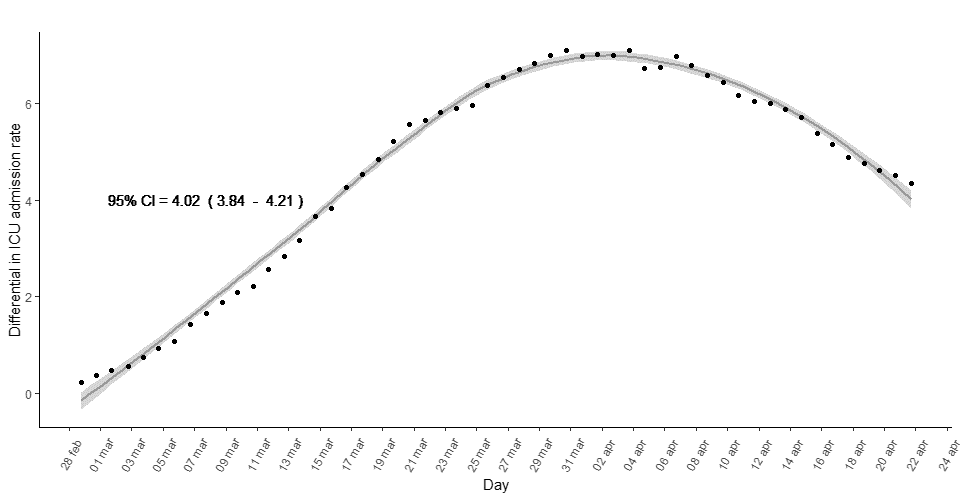 Differential in ICU admission rate
6
4
2
0
95% CI = 4.02 ( 3.84 - 4.21 )
28 feb
01 mar
03 mar
05 mar
07 mar
09 mar
11 mar
13 mar
15 mar
17 mar
19 mar
21 mar
23 mar
25 mar
27 mar
29 mar
31 mar
02 apr
04 apr
06 apr
08 apr
10 apr
12 apr
14 apr
16 apr
18 apr
20 apr
22 apr
24 apr
Day